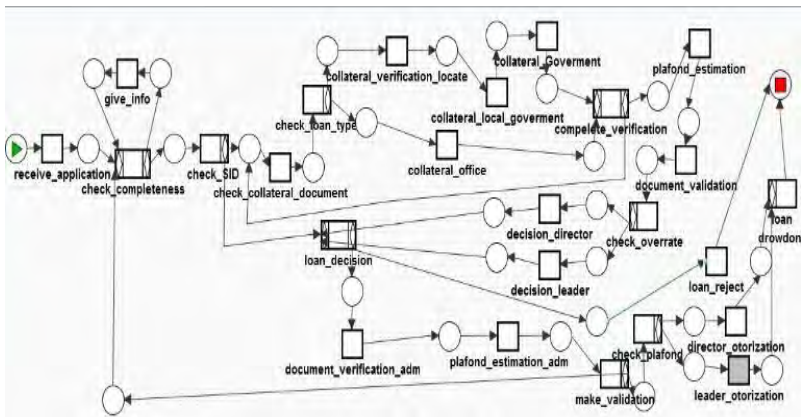 collateral_Goverment
give_info
collateral_verification_locate
plafond_estimation
collateral_local_goverment
check_loan_type
complete_verification
receive_application
check_completeness
check_SID
check_collateral_document
collateral_office
document_validation
decision_director
check_overrate
loan
drowdon
loan_decision
decision_leader
loan_reject
document_verification_adm
plafond_estimation_adm
check_plafond
director_otorization
make_validation
leader_otorization